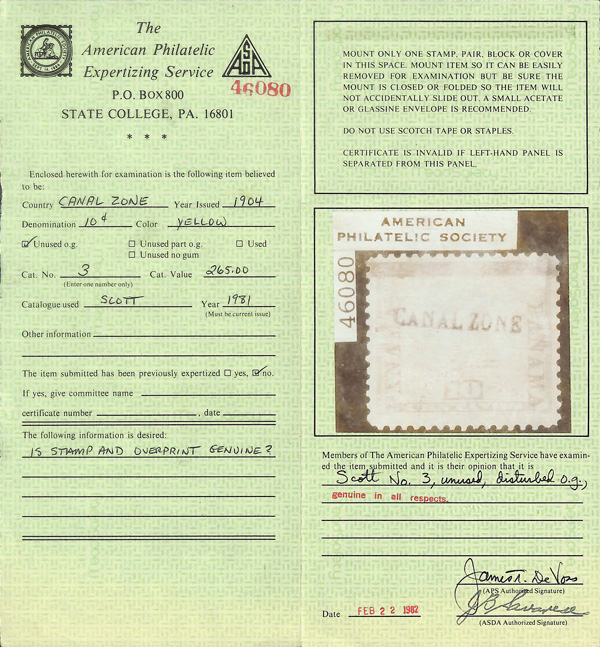 The
American Philatelic
Expertizing Service
ASDA
46080
P.O. BOX 800
STATE COLLEGE, PA. 16801
* * *
Enclosed herewith for examination is the following item believed
to be:
Country CANAL ZONE Year Issued 1904
Denomination 10¢ Color YELLOW
☑ Unused o.g. ☐ Unused part o.g. ☐ Used
☐ Unused no gum
Cat. No. 3 Cat. Value 265.00
(Enter one number only)
Catalogue used SCOTT Year 1981
(Must be current issue)
Other information
The item submitted has been previously expertized ☐ yes, ☑ no.
If yes, give committee name
certificate number , date
The following information is desired:
IS STAMP AND OVERPRINT GENUINE?
MOUNT ONLY ONE STAMP, PAIR, BLOCK OR COVER
IN THIS SPACE. MOUNT ITEM SO IT CAN BE EASILY
REMOVED FOR EXAMINATION BUT BE SURE THE
MOUNT IS CLOSED OR FOLDED SO THE ITEM WILL
NOT ACCIDENTALLY SLIDE OUT. A SMALL ACETATE
OR GLASSINE ENVELOPE IS RECOMMENDED.
DO NOT USE SCOTCH TAPE OR STAPLES.
CERTIFICATE IS INVALID IF LEFT-HAND PANEL IS
SEPARATED FROM THIS PANEL.
AMERICAN
PHILATELIC SOCIETY
46080
CANAL ZONE
PANAMA
Members of The American Philatelic Expertizing Service have examin-
ed the item submitted and it is their opinion that it is
Scott No. 3, unused, disturbed o.g.,
genuine in all respects.
James T. DeVoss
(APS Authorized Signature)
Date FEB 22 1982
(ASDA Authorized Signature)